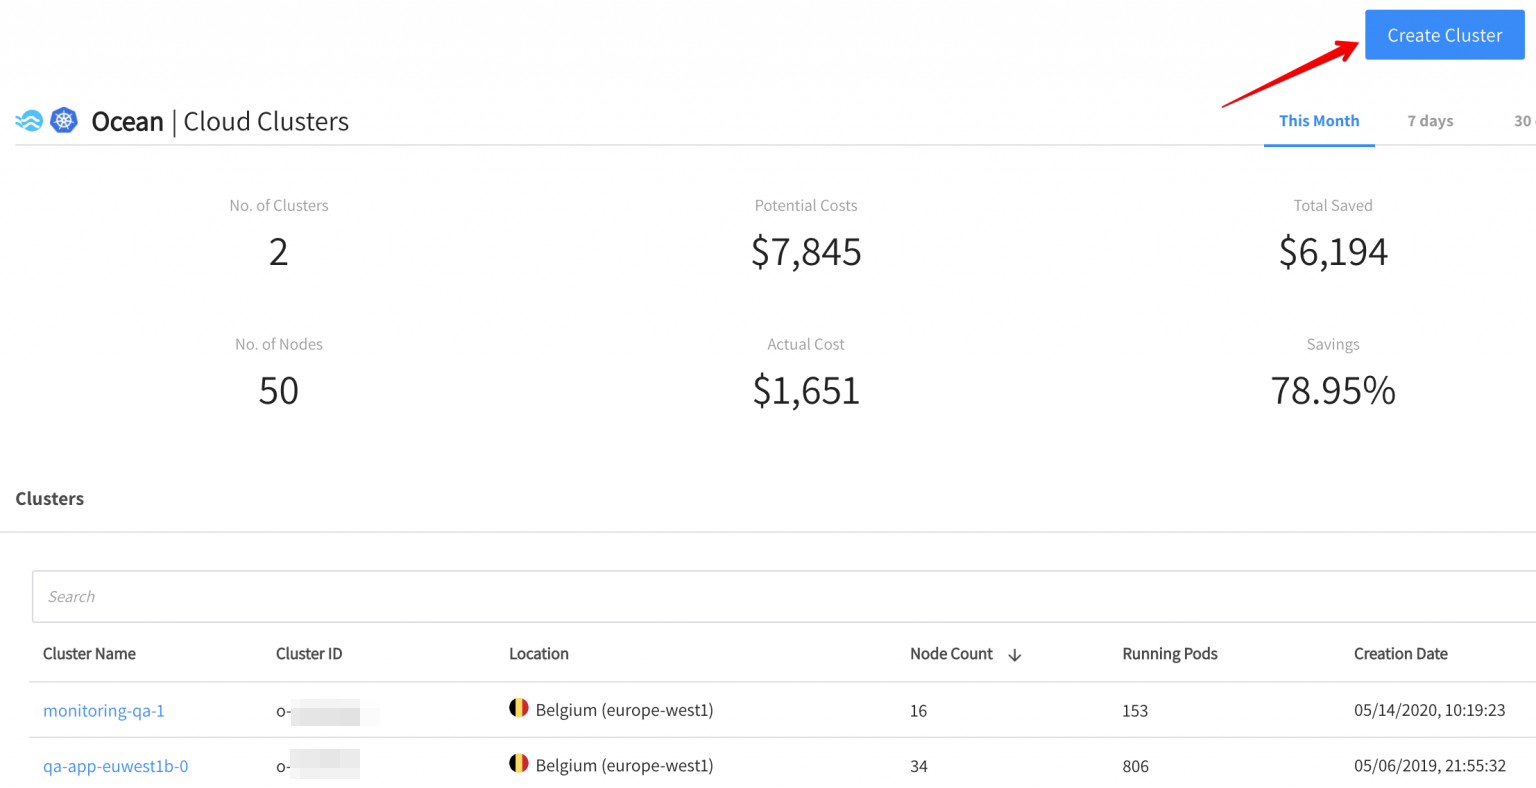 Create Cluster
Ocean | Cloud Clusters
This Month 7 days 30
No. of Clusters Potential Costs Total Saved
2 $7,845 $6,194
No. of Nodes Actual Cost Savings
50 $1,651 78.95%
Clusters
Search
Cluster Name Cluster ID Location Node Count ↓ Running Pods Creation Date
monitoring-qa-1 o- Belgium (europe-west1) 16 153 05/14/2020, 10:19:23
qa-app-euwest1b-0 o- Belgium (europe-west1) 34 806 05/06/2019, 21:55:32